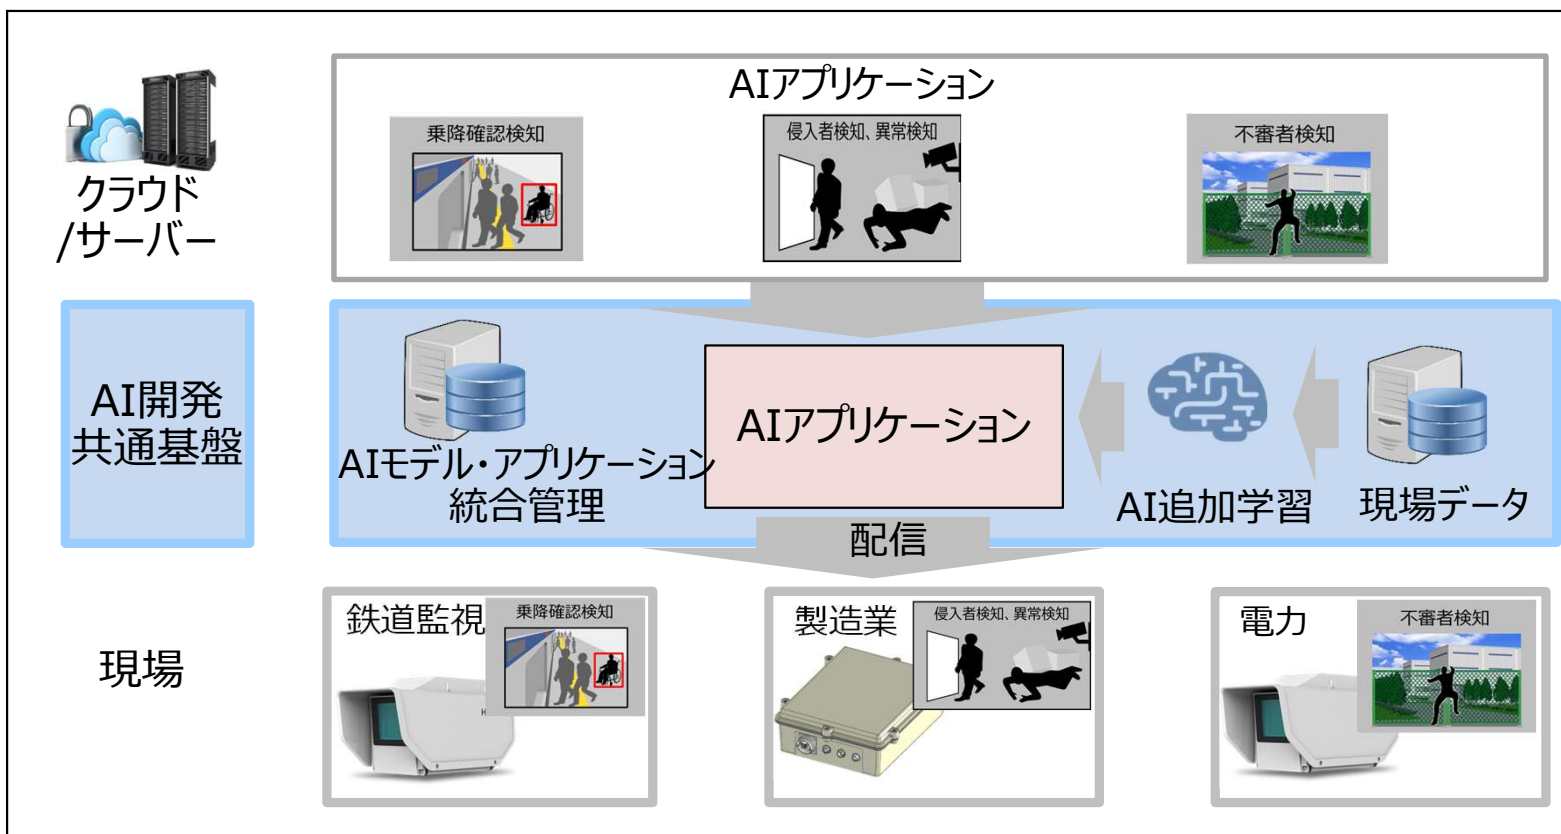 AIアプリケーション
乗降確認検知
侵入者検知、異常検知
不審者検知
クラウド
/サーバー
AI開発
共通基盤
AIモデル・アプリケーション
統合管理
AIアプリケーション
AI追加学習
現場データ
配信
現場
鉄道監視
乗降確認検知
製造業
侵入者検知、異常検知
電力
不審者検知